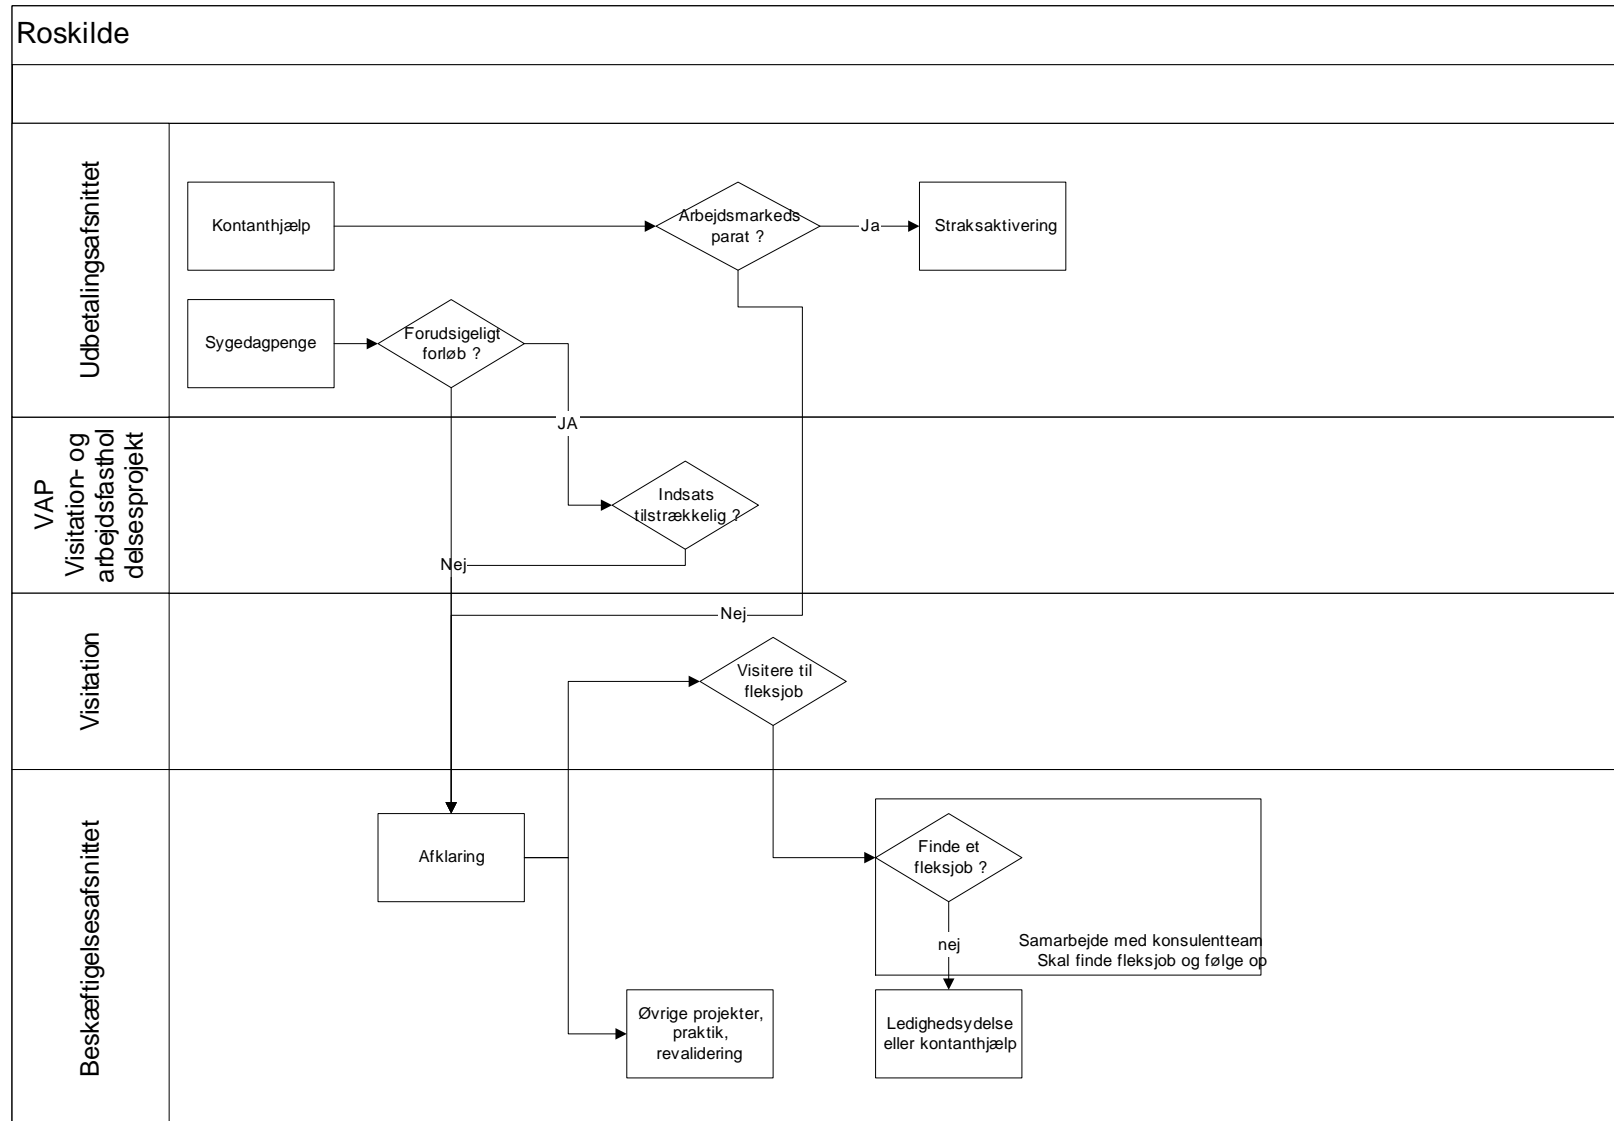 Roskilde
Udbetalingsafsnittet
Kontanthjælp
Arbejdsmarkeds
parat ?
Ja
Straksaktivering
Sygedagpenge
Forudsigeligt
forløb ?
JA
VAP
Visitation- og
arbejdsfasthol
delsesprojekt
Indsats
tilstrækkelig ?
Nej
Nej
Visitation
Visitere til
fleksjob
Beskæftigelsesafsnittet
Afklaring
Finde et
fleksjob ?
nej
Samarbejde med konsulentteam
Skal finde fleksjob og følge op
Øvrige projekter,
praktik,
revalidering
Ledighedsydelse
eller kontanthjælp